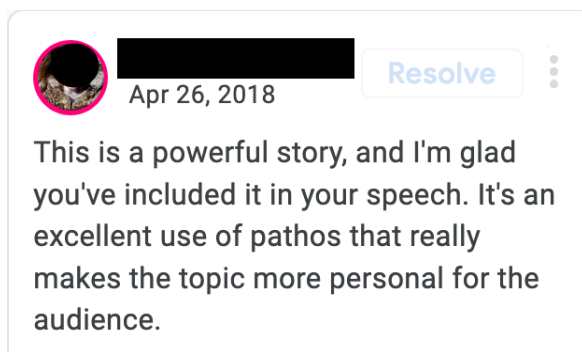 Resolve
Apr 26, 2018
This is a powerful story, and I'm glad
you've included it in your speech. It's an
excellent use of pathos that really
makes the topic more personal for the
audience.